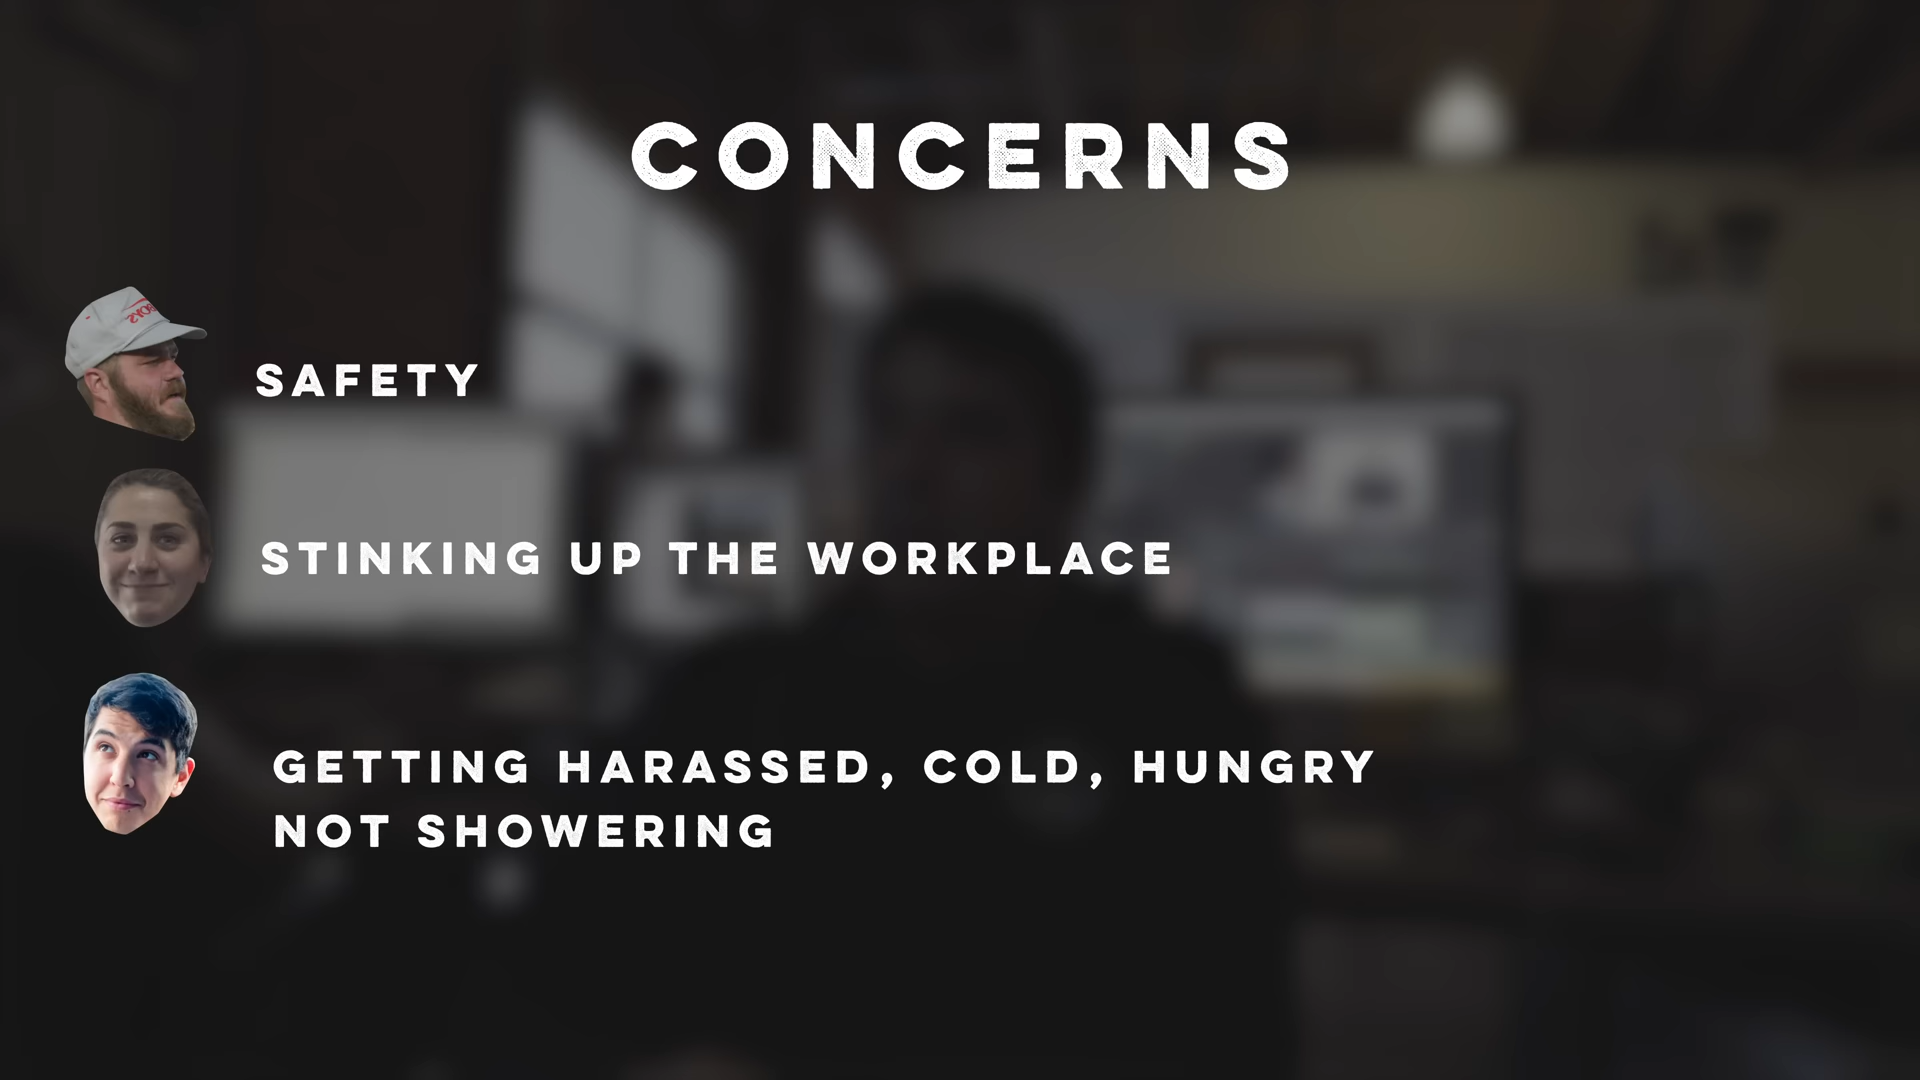 CONCERNS
SAFETY
STINKING UP THE WORKPLACE
GETTING HARASSED, COLD, HUNGRY
NOT SHOWERING